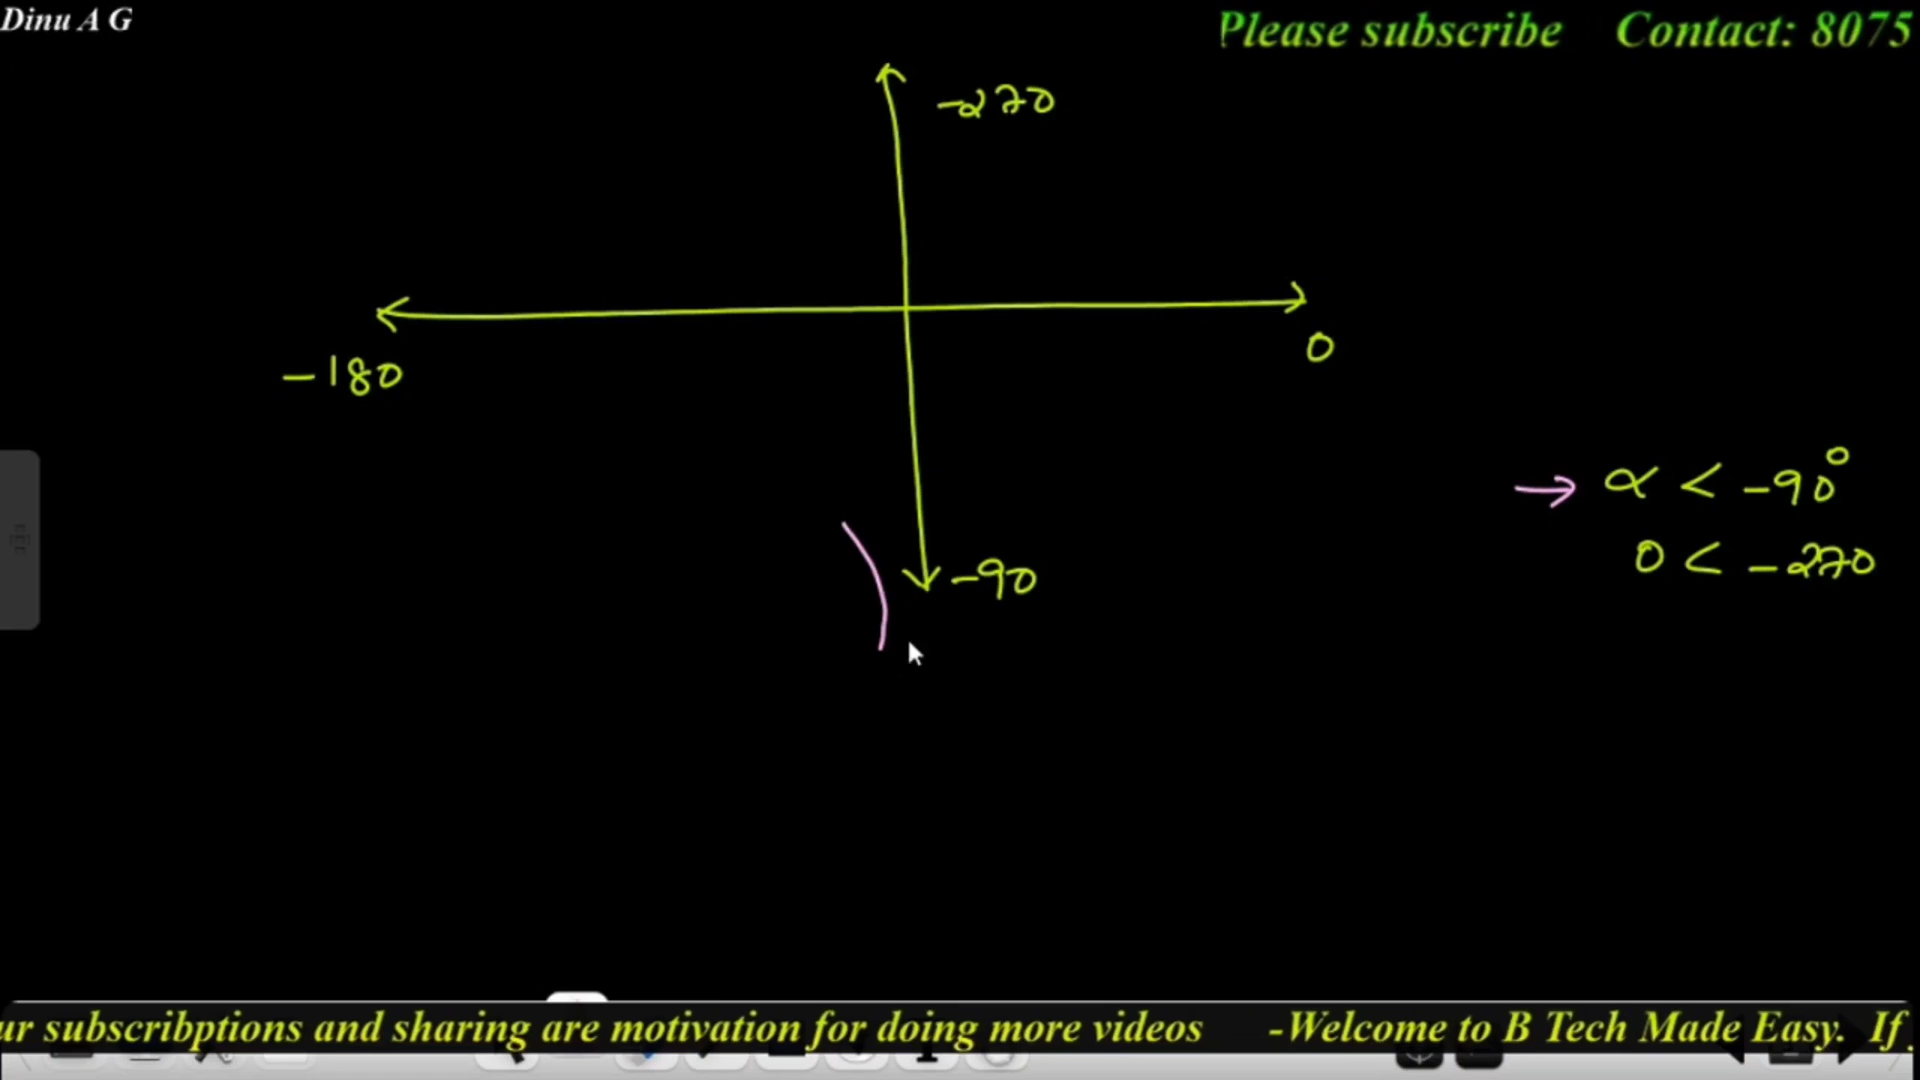 Dinu A G
Please subscribe Contact: 8075
-270
-180
0
∝ < -90°
0 < -270
-90
ur subscribptions and sharing are motivation for doing more videos -Welcome to B Tech Made Easy. If